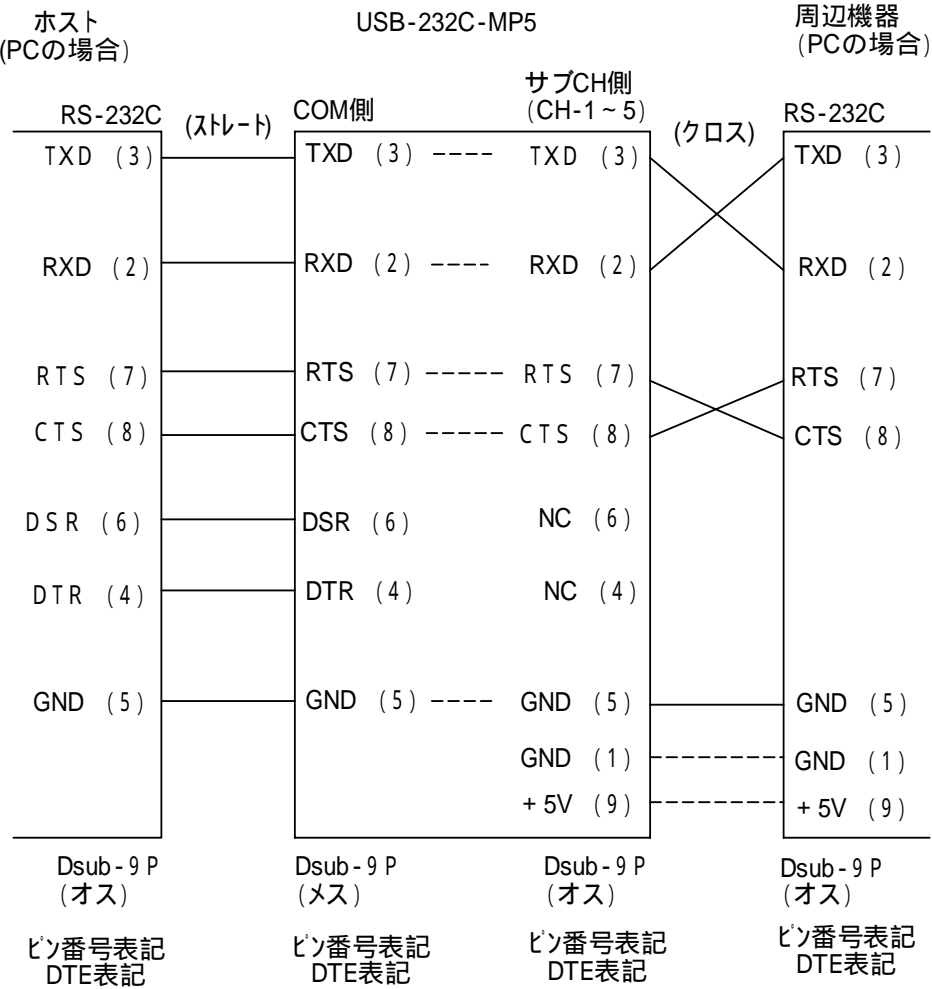 ホスト
(PCの場合)
USB-232C-MP5
周辺機器
(PCの場合)
RS-232C
(ストレート)
COM側
サブCH側
(CH-1~5)
(クロス)
RS-232C
TXD (3)
TXD (3)
TXD (3)
TXD (3)
RXD (2)
RXD (2)
RXD (2)
RXD (2)
RTS (7)
RTS (7)
RTS (7)
RTS (7)
CTS (8)
CTS (8)
CTS (8)
CTS (8)
DSR (6)
DSR (6)
NC (6)
DTR (4)
DTR (4)
NC (4)
GND (5)
GND (5)
GND (5)
GND (5)
GND (1)
GND (1)
+5V (9)
+5V (9)
Dsub-9P
(オス)
ピン番号表記
DTE表記
Dsub-9P
(メス)
ピン番号表記
DTE表記
Dsub-9P
(オス)
ピン番号表記
DTE表記
Dsub-9P
(オス)
ピン番号表記
DTE表記